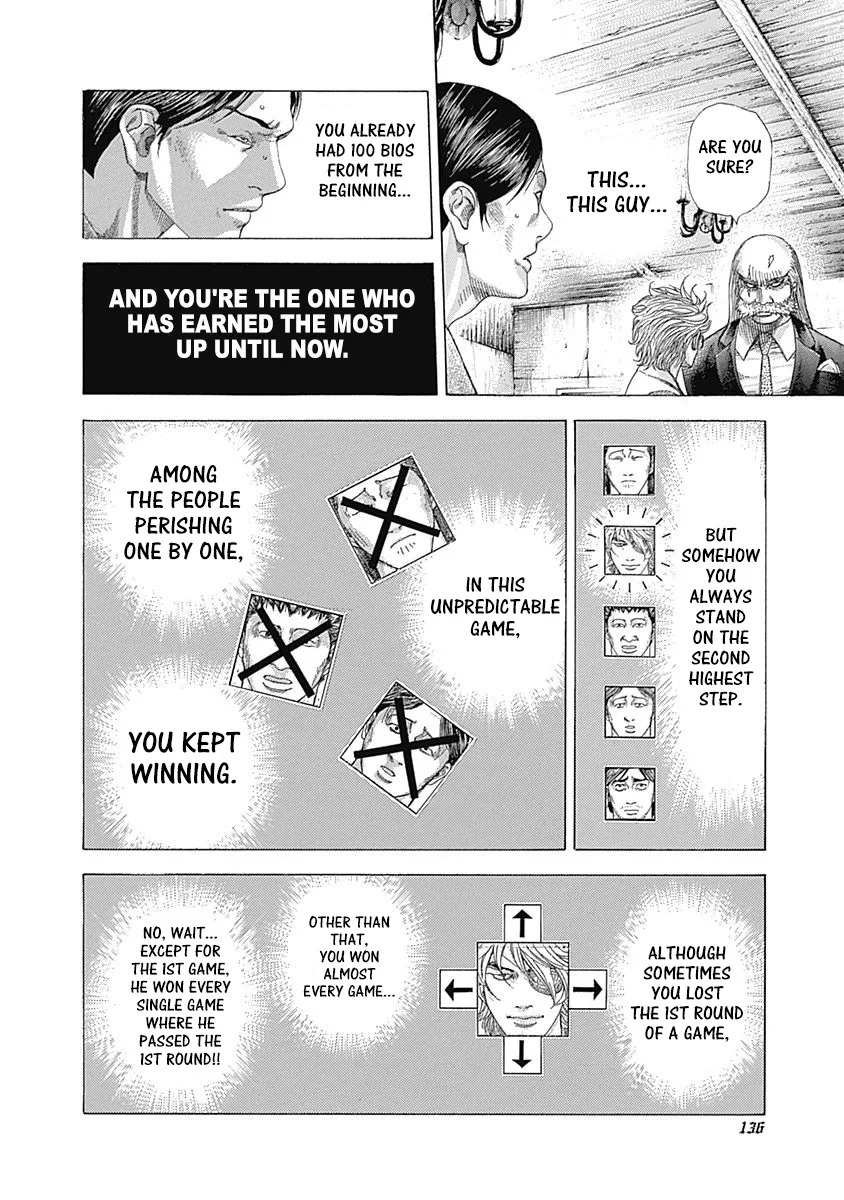 ARE YOU
SURE?
THIS...
THIS GUY...
YOU ALREADY
HAD 100 BIOS
FROM THE
BEGINNING...
AND YOU'RE THE ONE WHO
HAS EARNED THE MOST
UP UNTIL NOW.
BUT
SOMEHOW
YOU
ALWAYS
STAND
ON THE
SECOND
HIGHEST
STEP.
IN THIS
UNPREDICTABLE
GAME,
AMONG
THE PEOPLE
PERISHING
ONE BY ONE,
YOU KEPT
WINNING.
ALTHOUGH
SOMETIMES
YOU LOST
THE 1ST ROUND
OF A GAME,
OTHER THAN
THAT,
YOU WON
ALMOST
EVERY GAME...
NO, WAIT...
EXCEPT FOR
THE 1ST GAME,
HE WON EVERY
SINGLE GAME
WHERE HE
PASSED THE
1ST ROUND!!
136